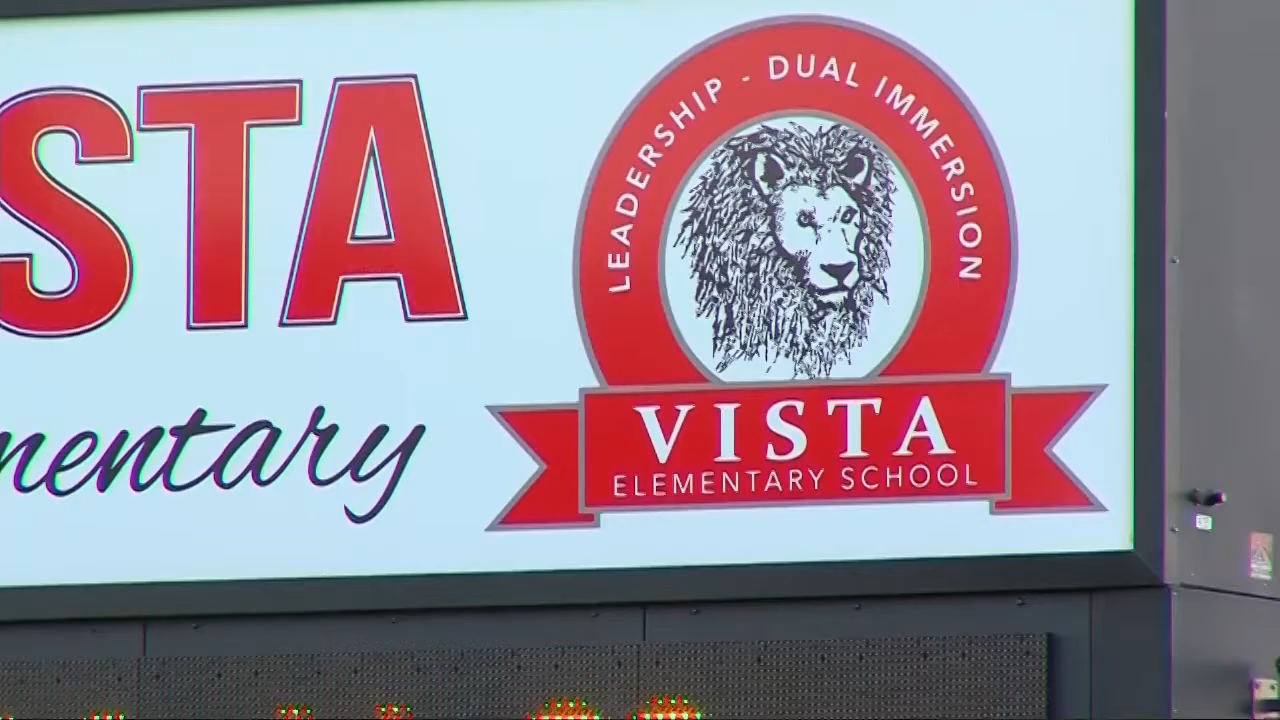 STA
mentary
LEADERSHIP - DUAL IMMERSION
VISTA
ELEMENTARY SCHOOL